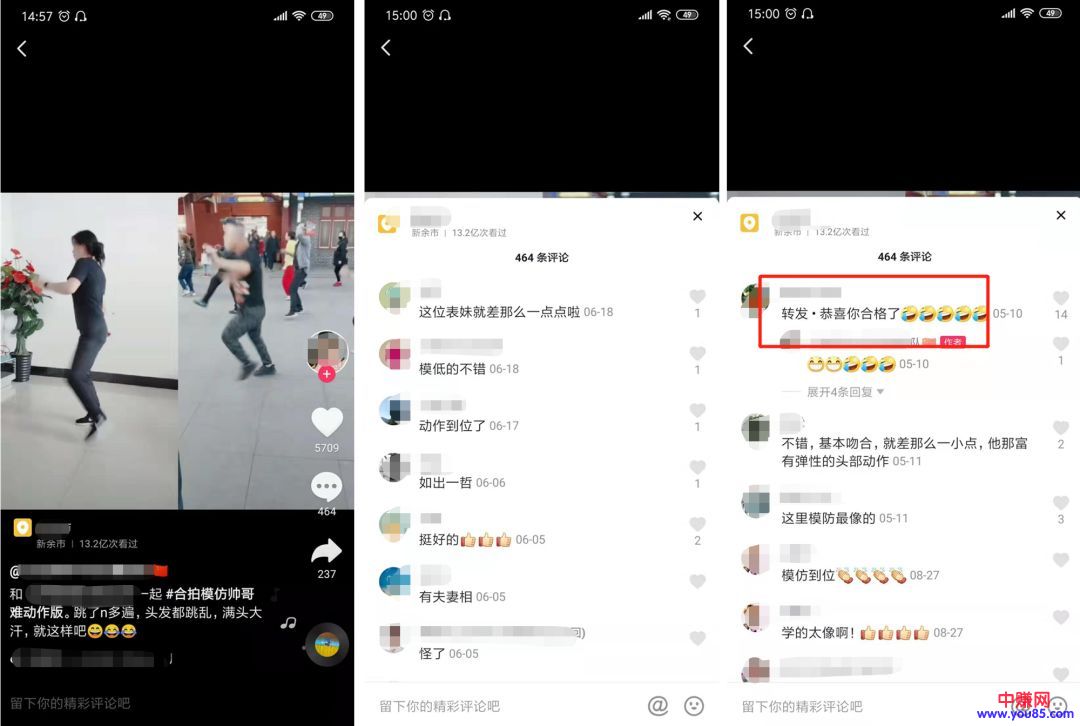 14:57
49
新余市 | 13.2亿次看过
@
和 一起 #合拍模仿帅哥
难动作版。跳了n多遍，头发都跳乱，满头大
汗，就这样吧😄😂😂
5709
464
237
留下你的精彩评论吧
15:00
49
新余市 | 13.2亿次看过
464 条评论
这位表妹就差那么一点点啦 06-18
1
模低的不错 06-18
1
动作到位了 06-17
1
如出一哲 06-06
1
挺好的👍👍👍 06-05
2
有夫妻相 06-05
回)
怪了 06-05
留下你的精彩评论吧 @
15:00
49
新余市 | 13.2亿次看过
464 条评论
转发·恭喜你合格了🤣🤣🤣🤣🤣 05-10
14
队 作者
😁😁🤣🤣🤣 05-10
1
展开4条回复
不错，基本吻合，就差那么一小点，他那富
有弹性的头部动作 05-11
2
这里模防最像的 05-11
3
模仿到位👏👏👏👏 08-27
学的太像啊！👍👍👍👍 08-27
留下你的精彩评论吧
中赚网
www.you85.com